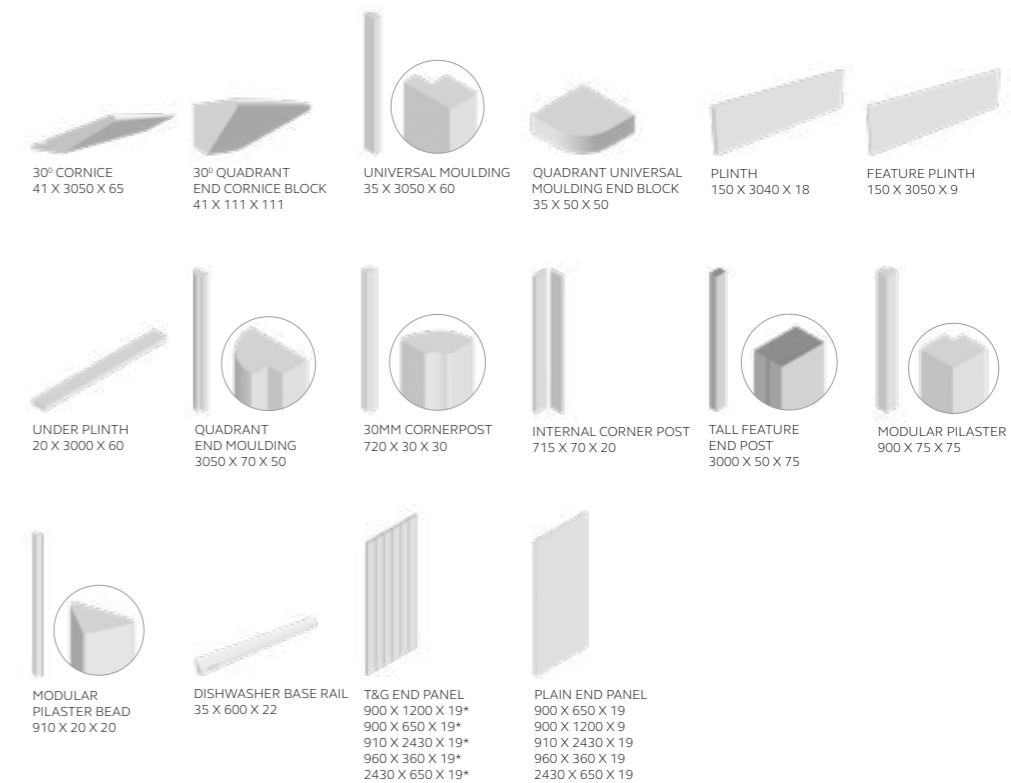 30º CORNICE
41 X 3050 X 65
30º QUADRANT
END CORNICE BLOCK
41 X 111 X 111
UNIVERSAL MOULDING
35 X 3050 X 60
QUADRANT UNIVERSAL
MOULDING END BLOCK
35 X 50 X 50
PLINTH
150 X 3040 X 18
FEATURE PLINTH
150 X 3050 X 9
UNDER PLINTH
20 X 3000 X 60
QUADRANT
END MOULDING
3050 X 70 X 50
30MM CORNERPOST
720 X 30 X 30
INTERNAL CORNER POST
715 X 70 X 20
TALL FEATURE
END POST
3000 X 50 X 75
MODULAR PILASTER
900 X 75 X 75
MODULAR
PILASTER BEAD
910 X 20 X 20
DISHWASHER BASE RAIL
35 X 600 X 22
T&G END PANEL
900 X 1200 X 19*
900 X 650 X 19*
910 X 2430 X 19*
960 X 360 X 19*
2430 X 650 X 19*
PLAIN END PANEL
900 X 650 X 19
900 X 1200 X 9
910 X 2430 X 19
960 X 360 X 19
2430 X 650 X 19